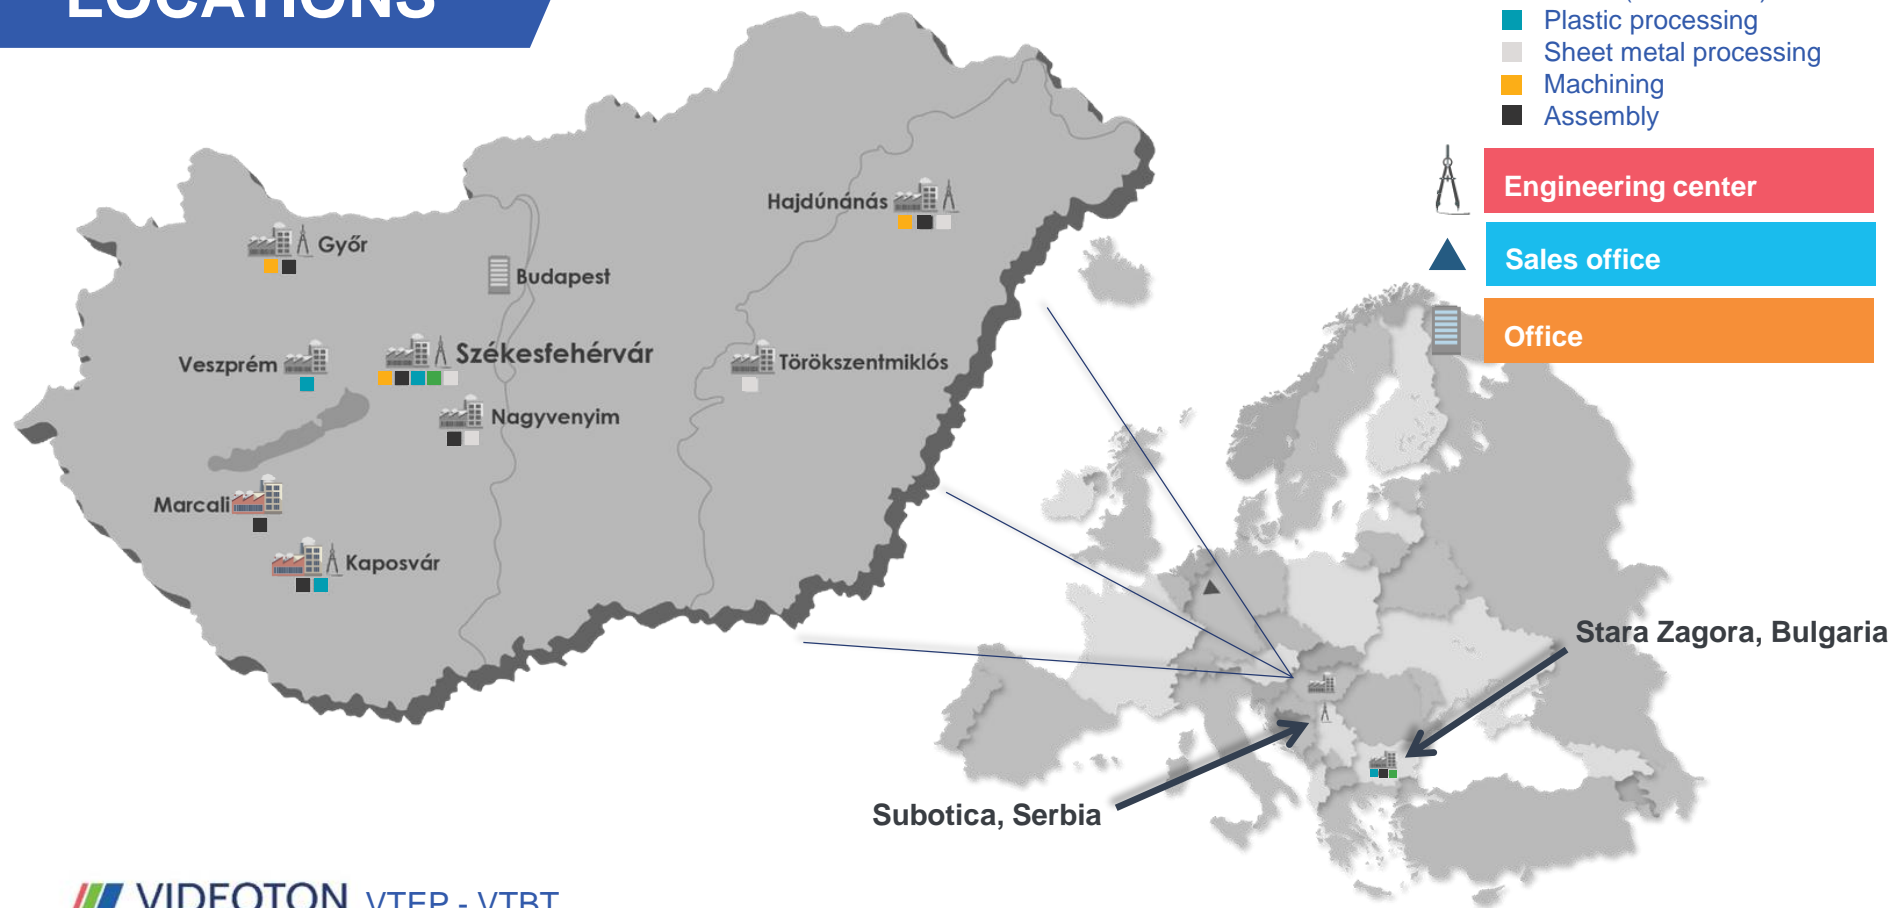 LOCATIONS
Plastic processing
Sheet metal processing
Machining
Assembly
Engineering center
Sales office
Office
Hajdúnánás
Győr
Budapest
Veszprém
Székesfehérvár
Törökszentmiklós
Nagyvenyim
Marcali
Kaposvár
Stara Zagora, Bulgaria
Subotica, Serbia
VIDEOTON VTEP - VTBT